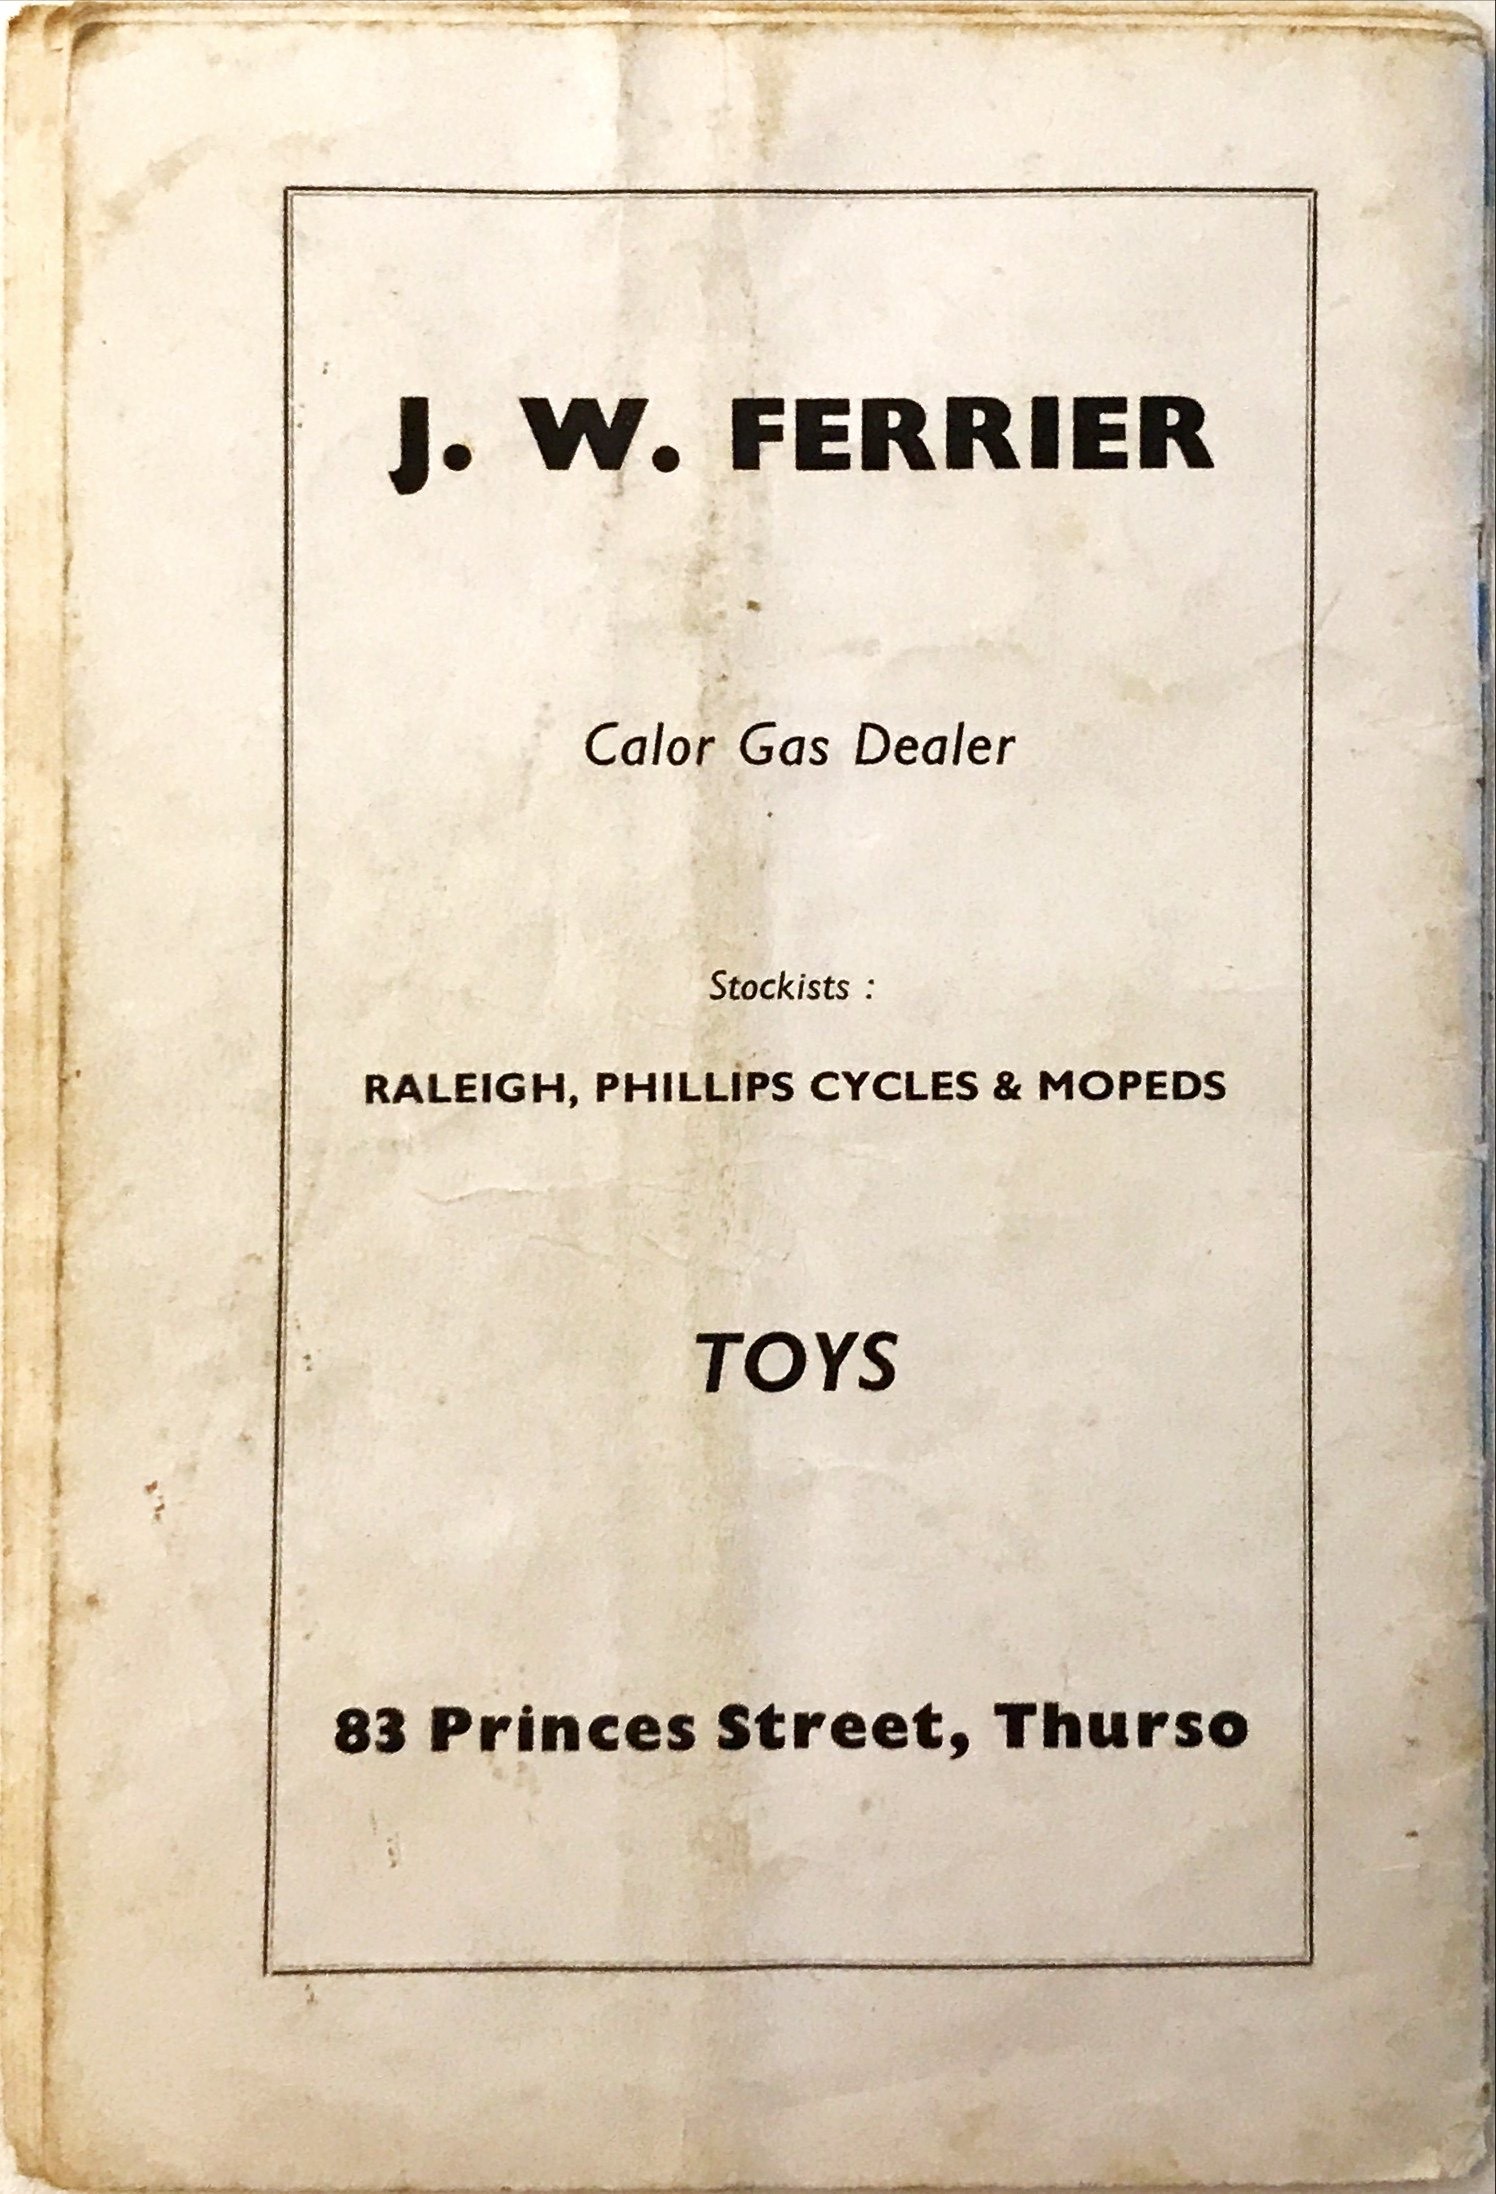 J. W. FERRIER
Calor Gas Dealer
Stockists :
RALEIGH, PHILLIPS CYCLES & MOPEDS
TOYS
83 Princes Street, Thurso